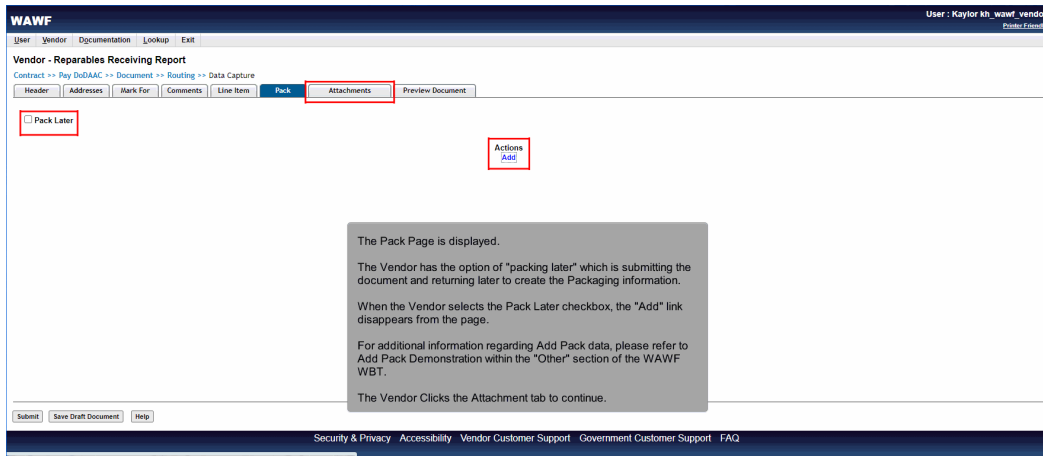 WAWF
User : Kaylor kh_wawf_vendo
Printer Friendl
User Vendor Documentation Lookup Exit
Vendor - Reparables Receiving Report
Contract >> Pay DoDAAC >> Document >> Routing >> Data Capture
Header Addresses Mark For Comments Line Item Pack Attachments Preview Document
Pack Later
Actions
Add
The Pack Page is displayed.
The Vendor has the option of "packing later" which is submitting the
document and returning later to create the Packaging information.
When the Vendor selects the Pack Later checkbox, the "Add" link
disappears from the page.
For additional information regarding Add Pack data, please refer to
Add Pack Demonstration within the "Other" section of the WAWF
WBT.
The Vendor Clicks the Attachment tab to continue.
Submit Save Draft Document Help
Security & Privacy Accessibility Vendor Customer Support Government Customer Support FAQ